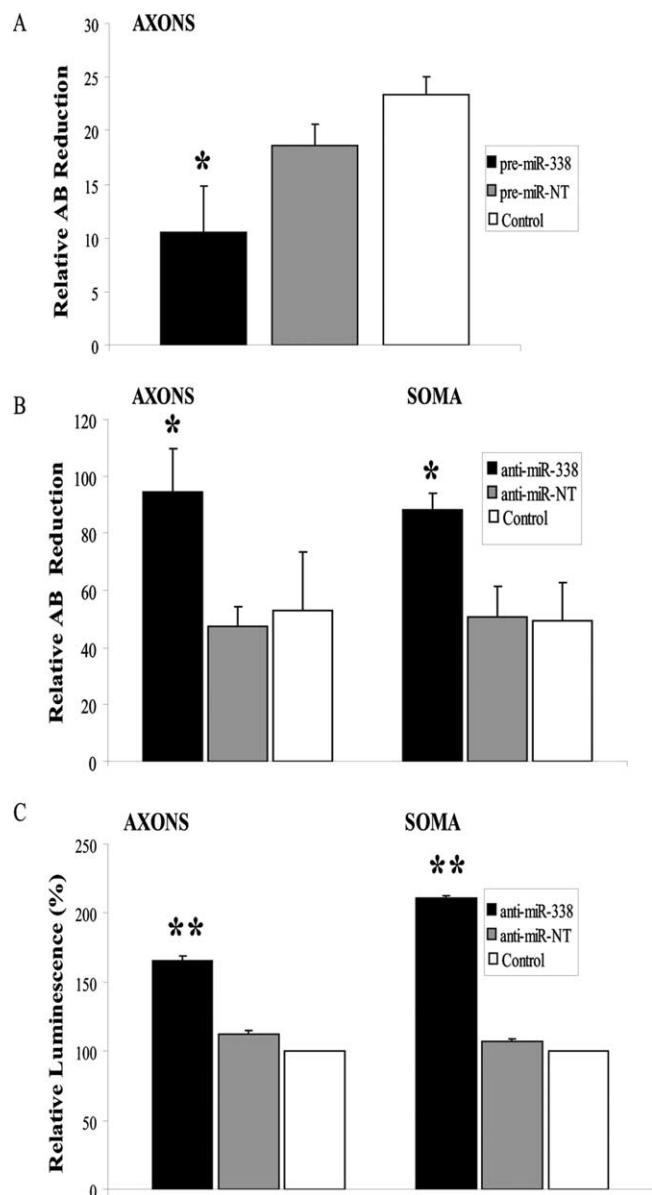 A
AXONS
Relative AB Reduction
30
25
20
15
10
5
0
*
pre-miR-338
pre-miR-NT
Control
B
AXONS
SOMA
Relative AB Reduction
120
100
80
60
40
20
0
*
*
anti-miR-338
anti-miR-NT
Control
C
AXONS
SOMA
Relative Luminescence (%)
250
200
150
100
50
0
**
**
anti-miR-338
anti-miR-NT
Control